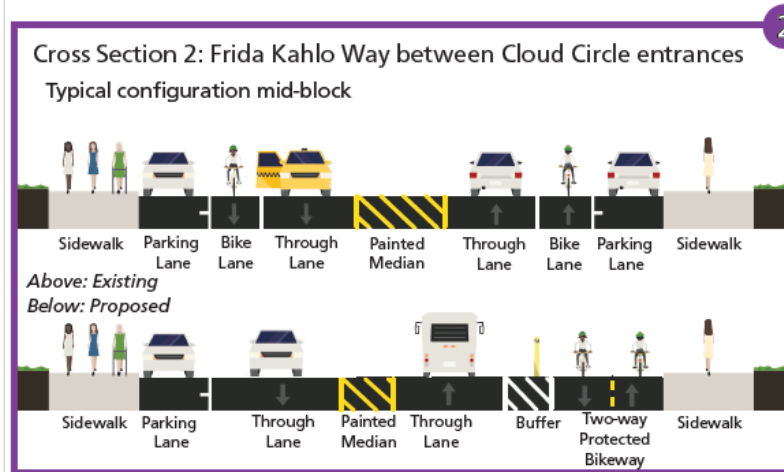 2
Cross Section 2: Frida Kahlo Way between Cloud Circle entrances
Typical configuration mid-block
Sidewalk Parking Lane Bike Lane Through Lane Painted Median Through Lane Bike Lane Parking Lane Sidewalk
Above: Existing
Below: Proposed
Sidewalk Parking Lane Through Lane Painted Median Through Lane Buffer Two-way Protected Bikeway Sidewalk